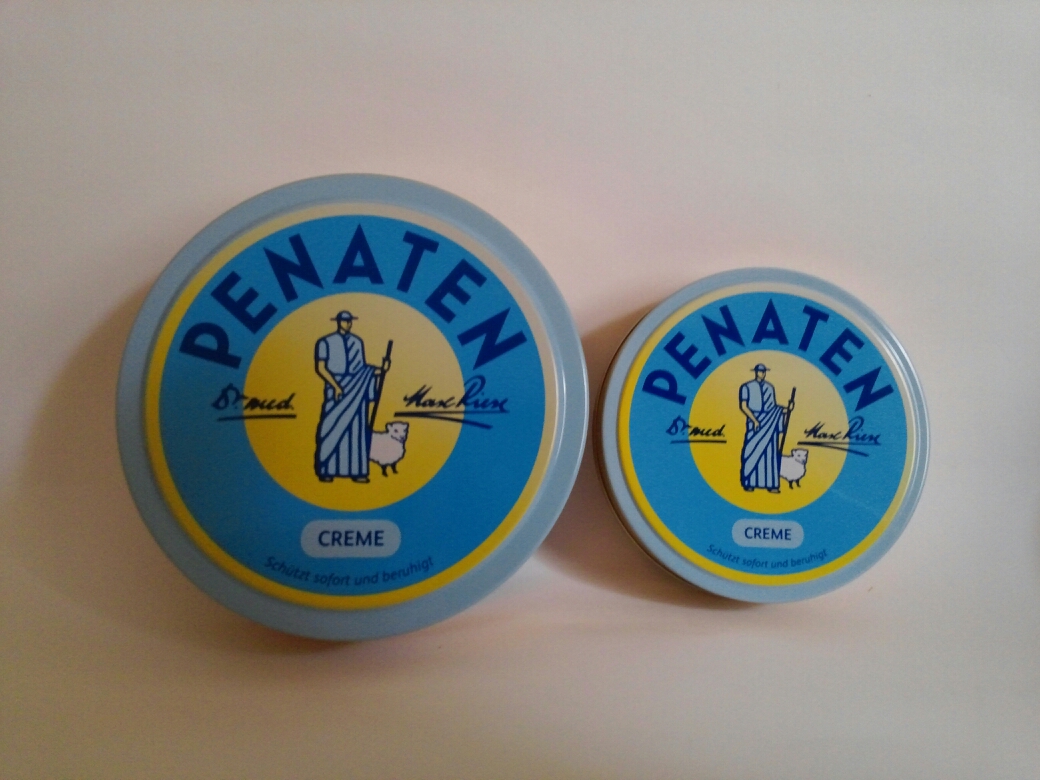 PENATEN
Dr. med. Max Riese
CREME
Schützt sofort und beruhigt
PENATEN
Dr. med. Max Riese
CREME
Schützt sofort und beruhigt